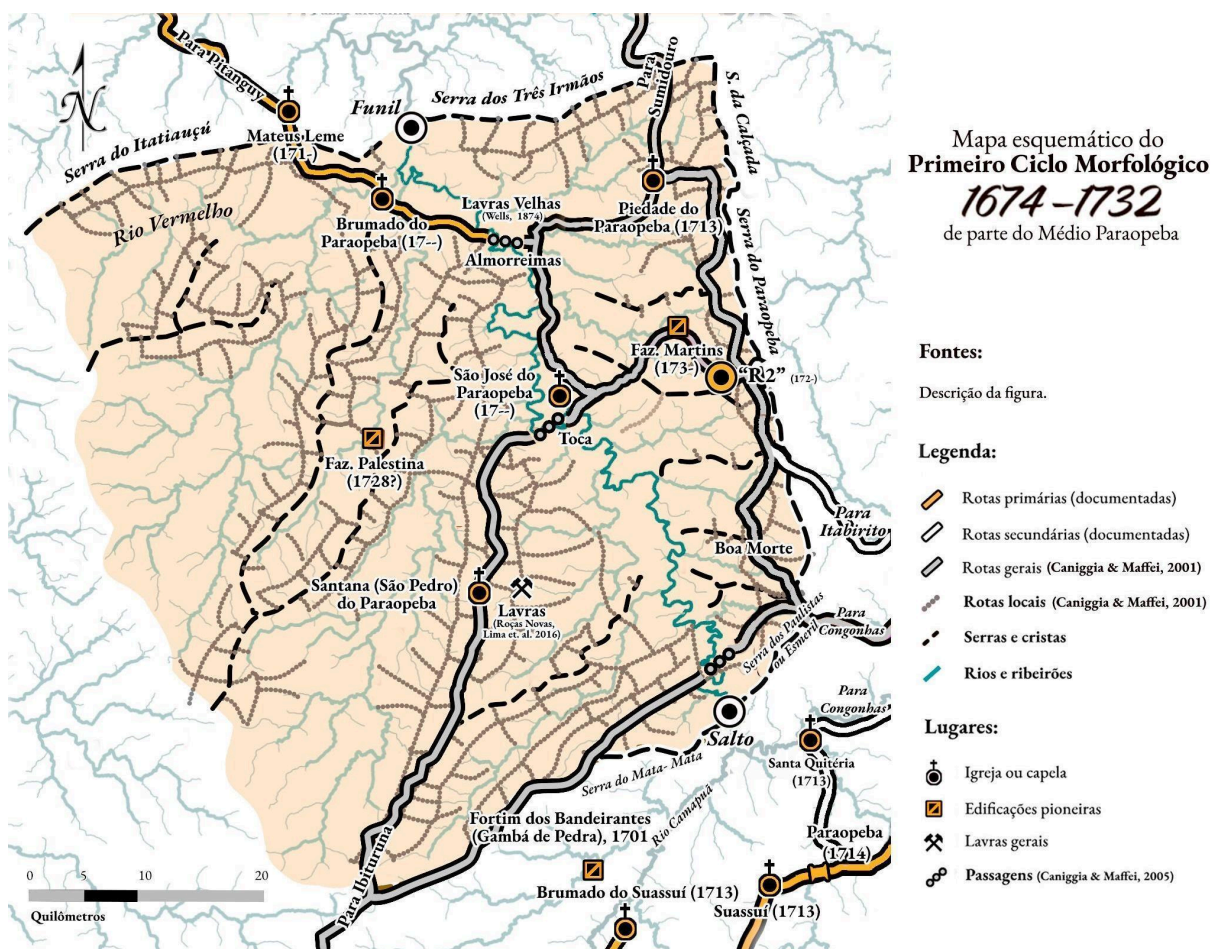 Para Pitanguy
Para
Sumidouro
Funil
Serra dos Três Irmãos
S. da Calçada
N
Mateus Leme
(171-)
Serra do Itatiauçú
Rio Vermelho
Lavras Velhas
(Wells, 1874)
Brumado do
Paraopeba (17--)
Piedade do
Paraopeba (1713)
Almorreimas
Serra do Paraopeba
Faz. Martins
(173-)
"R2" (172-)
São José do
Paraopeba
(17--)
Toca
Faz. Palestina
(1728?)
Para
Itabirito
Boa Morte
Santana (São Pedro)
do Paraopeba
Lavras
(Roças Novas,
Lima et. al. 2016)
Serra dos Paulistas
ou Esmeril
Para
Congonhas
Para
Congonhas
Salto
Santa Quitéria
(1713)
Serra do Mata- Mata
Rio Camapuã
Fortim dos Bandeirantes
(Gambá de Pedra), 1701
Paraopeba
(1714)
Para Ibituruna
Brumado do Suassuí (1713)
Suassuí (1713)
0 5 10 20
Quilômetros
Mapa esquemático do
Primeiro Ciclo Morfológico
1674-1732
de parte do Médio Paraopeba
Fontes:
Descrição da figura.
Legenda:
Rotas primárias (documentadas)
Rotas secundárias (documentadas)
Rotas gerais (Caniggia & Maffei, 2001)
Rotas locais (Caniggia & Maffei, 2001)
Serras e cristas
Rios e ribeirões
Lugares:
Igreja ou capela
Edificações pioneiras
Lavras gerais
Passagens (Caniggia & Maffei, 2005)